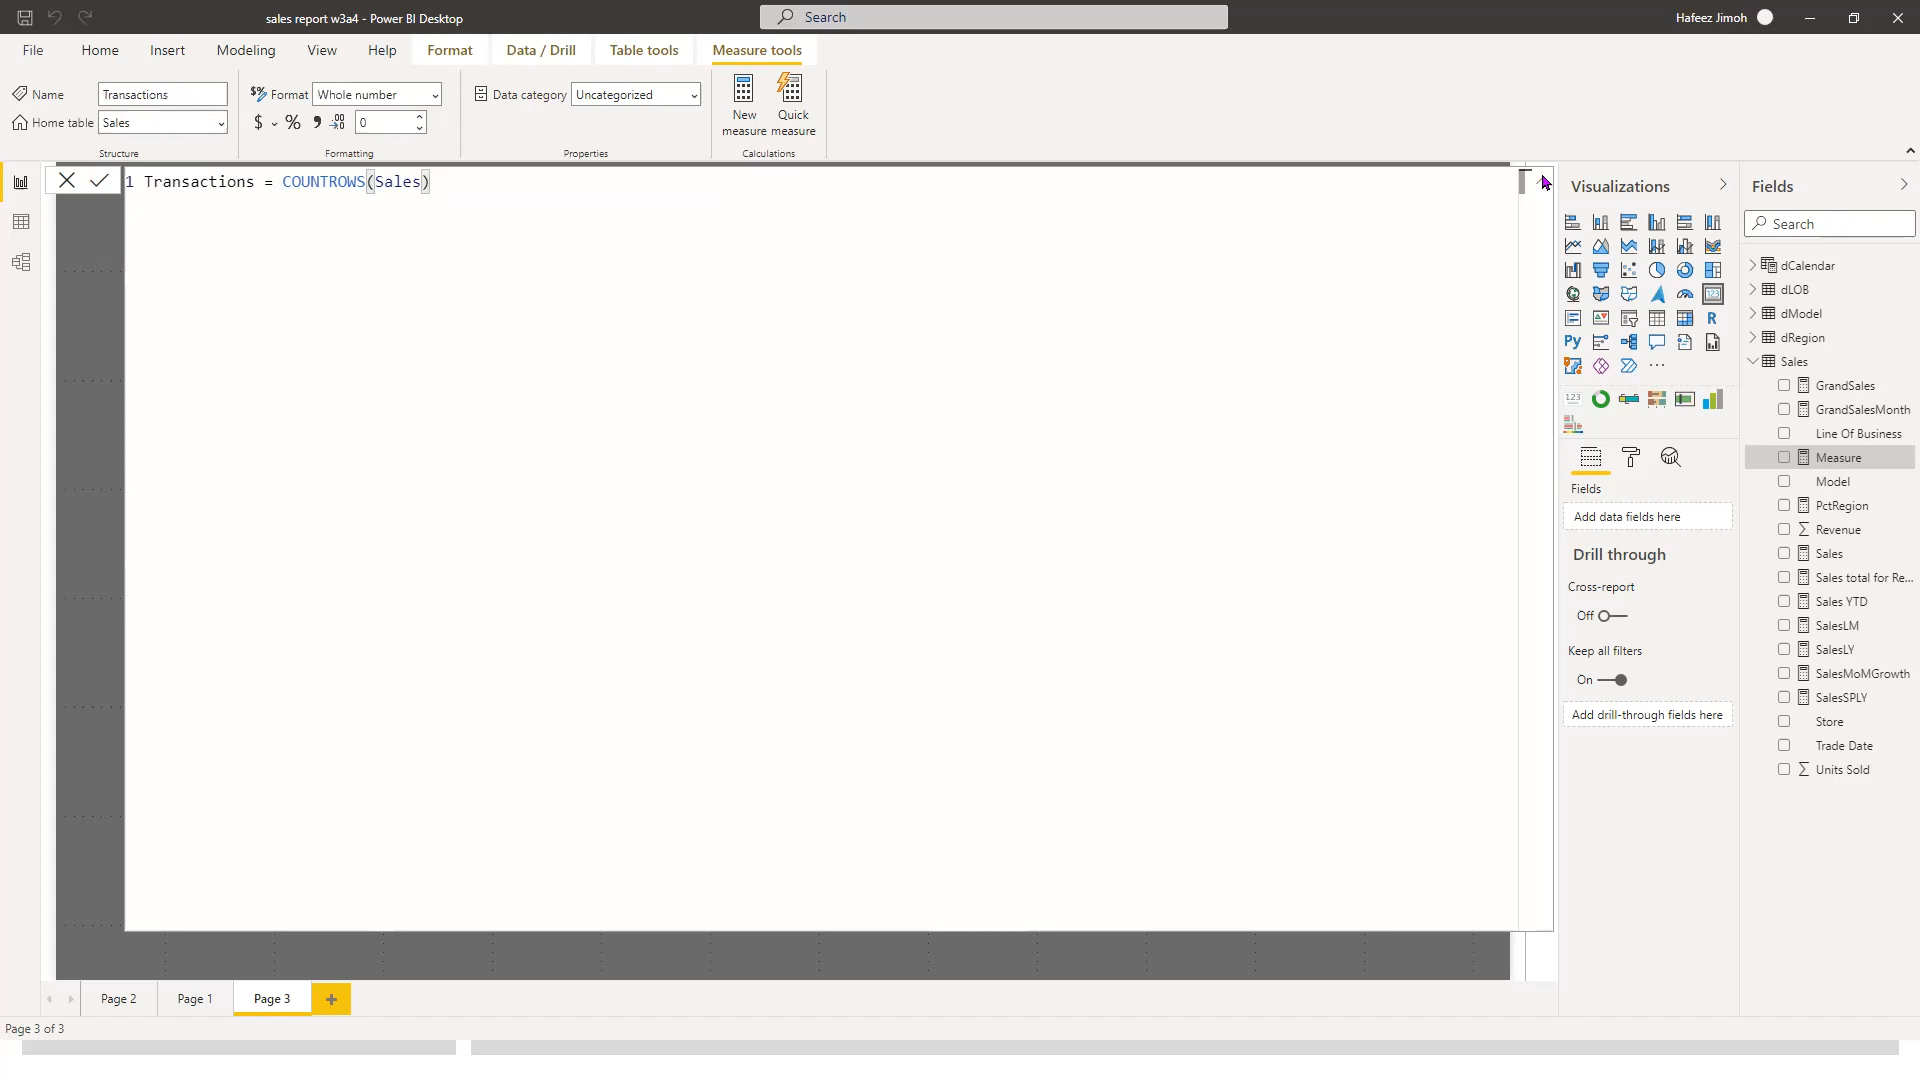 sales report w3a4 - Power BI Desktop
Search
Hafeez Jimoh
File
Home
Insert
Modeling
View
Help
Format
Data / Drill
Table tools
Measure tools
Name
Transactions
Home table
Sales
Structure
Format
Whole number
$
%
0
Formatting
Data category
Uncategorized
Properties
New measure
Quick measure
Calculations
1 Transactions = COUNTROWS(Sales)
Visualizations
R
Py
123
Fields
Add data fields here
Drill through
Cross-report
Off
Keep all filters
On
Add drill-through fields here
Fields
Search
dCalendar
dLOB
dModel
dRegion
Sales
GrandSales
GrandSalesMonth
Line Of Business
Measure
Model
PctRegion
Revenue
Sales
Sales total for Re...
Sales YTD
SalesLM
SalesLY
SalesMoMGrowth
SalesSPLY
Store
Trade Date
Units Sold
Page 2
Page 1
Page 3
Page 3 of 3